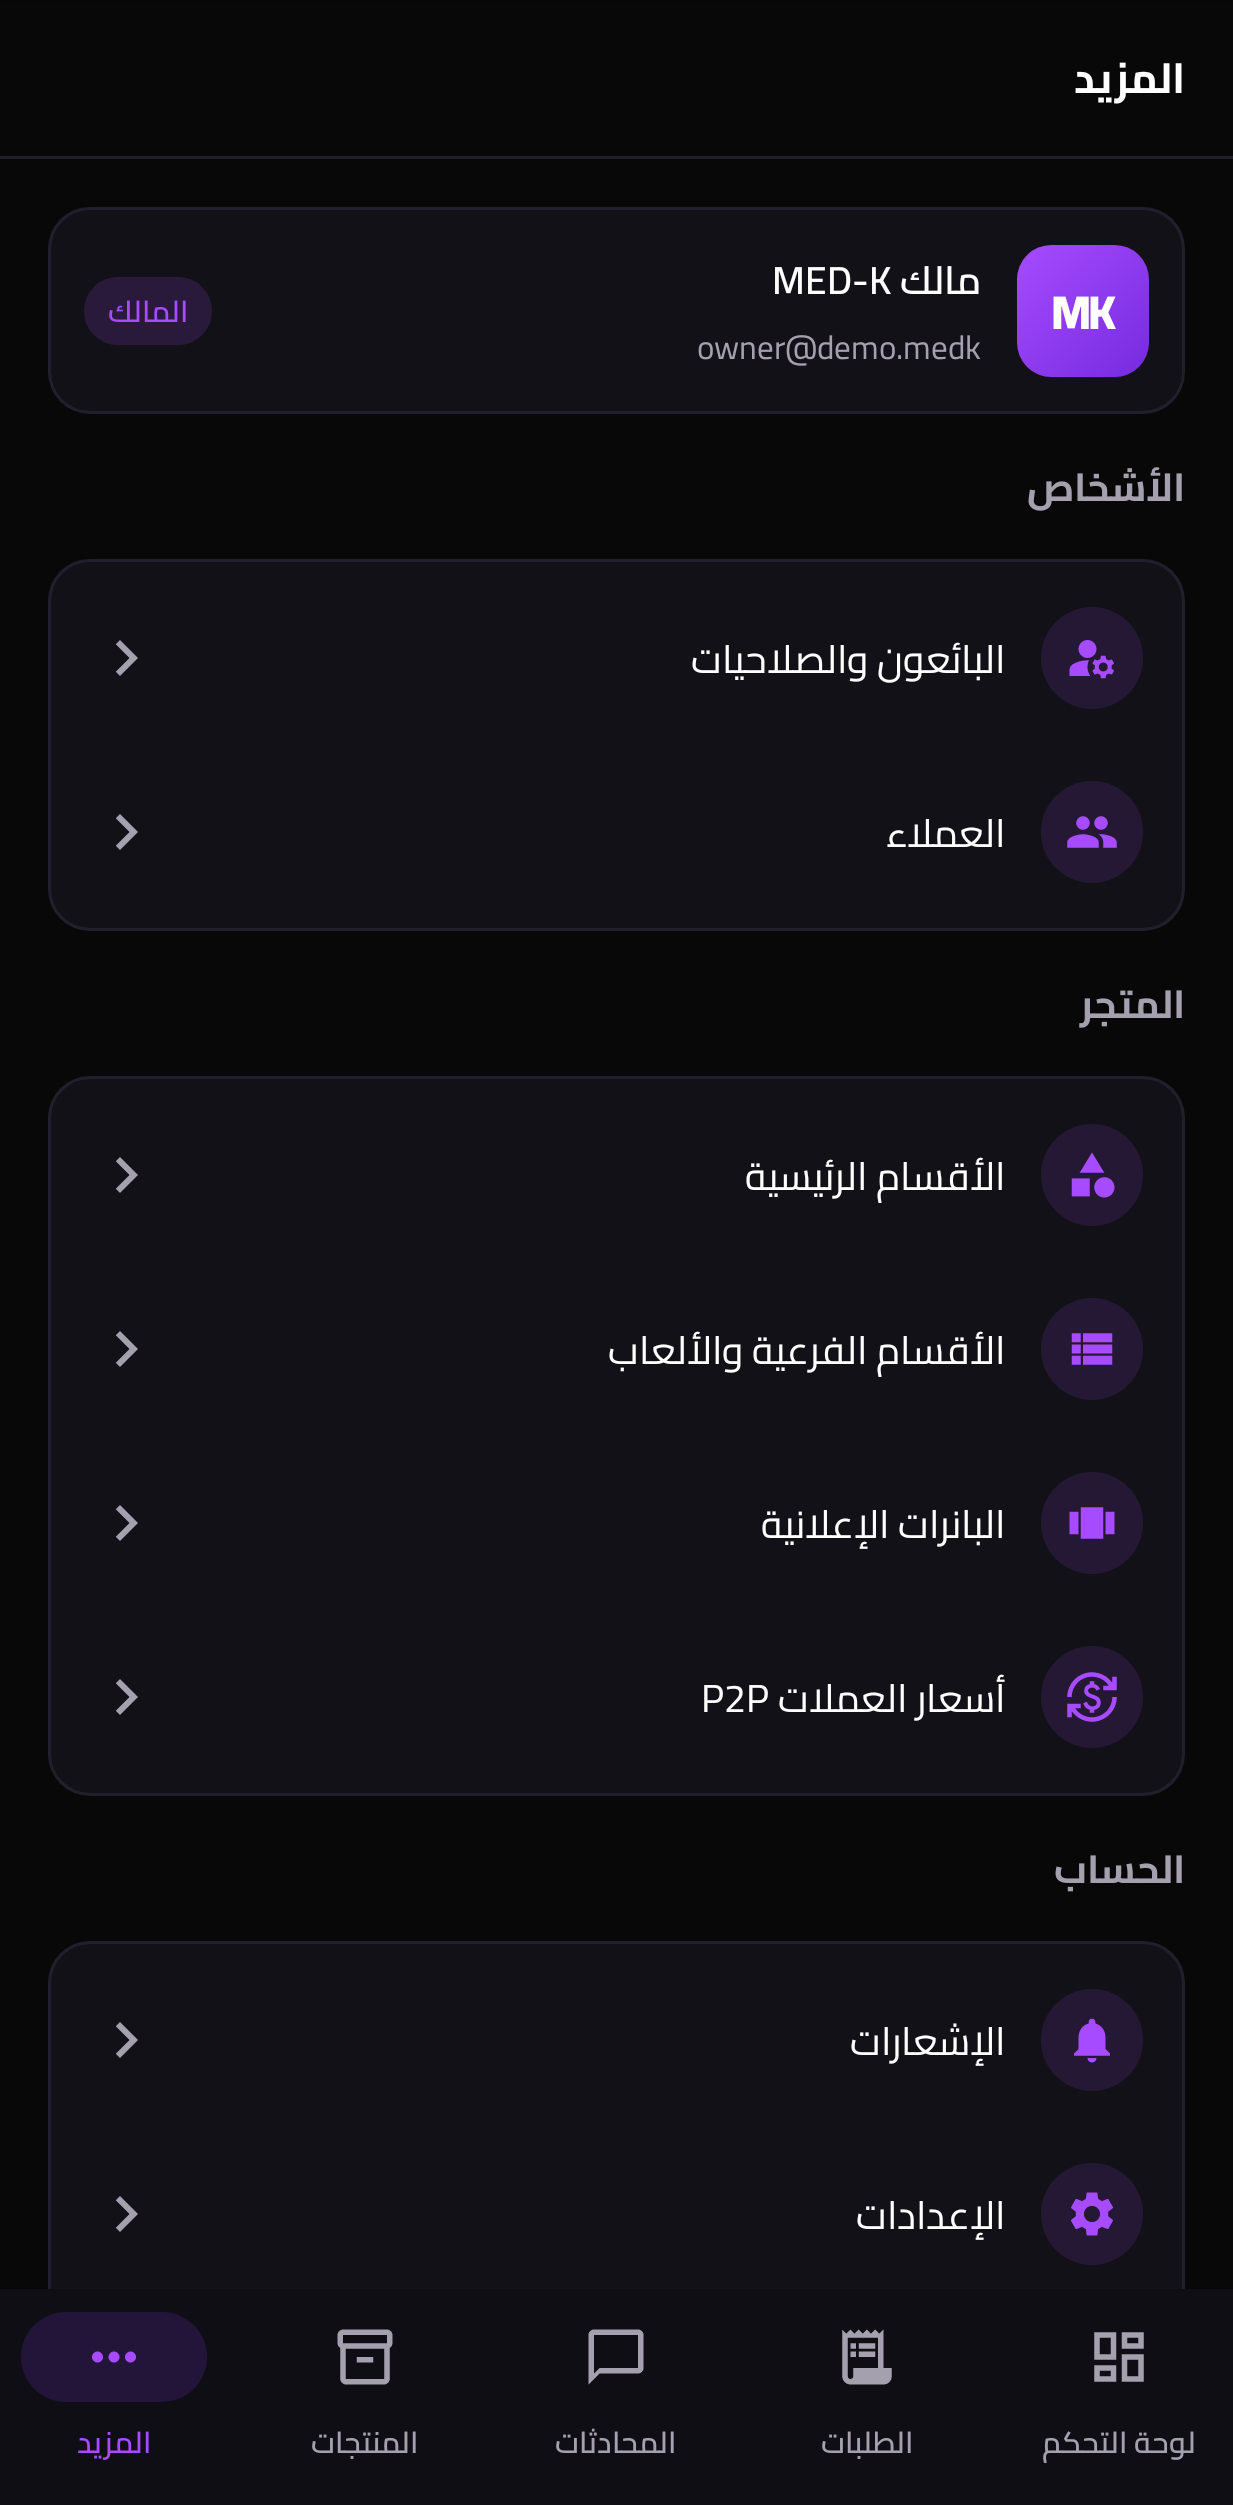 المزيد
MK
مالك MED-K
owner@demo.medk
المالك
الأشخاص
البائعون والصلاحيات
العملاء
المتجر
الأقسام الرئيسية
الأقسام الفرعية والألعاب
البانرات الإعلانية
أسعار العملات P2P
الحساب
الإشعارات
الإعدادات
لوحة التحكم
الطلبات
المحادثات
المنتجات
المزيد